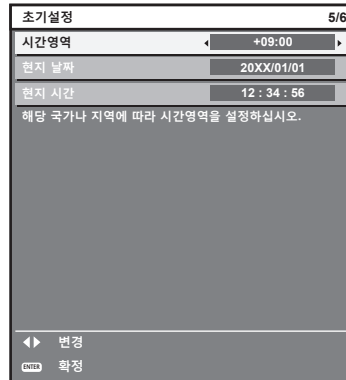 초기설정 5/6
시간영역 +09:00
현지 날짜 20XX/01/01
현지 시간 12 : 34 : 56
해당 국가나 지역에 따라 시간영역을 설정하십시오.
변경
ENTER 확정